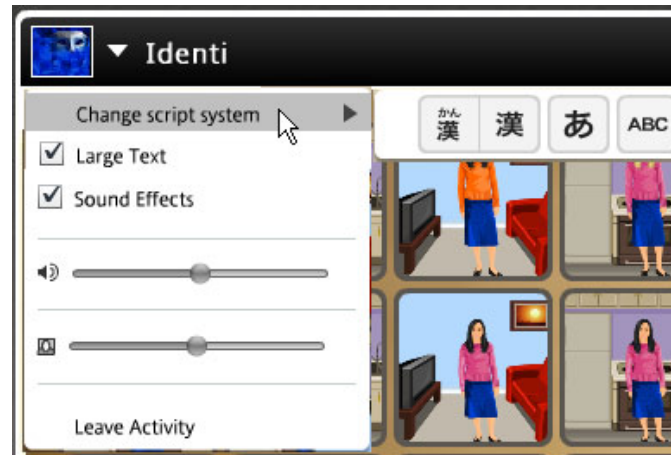 Identi
Change script system
かん
漢 漢 あ ABC
Large Text
Sound Effects
Leave Activity